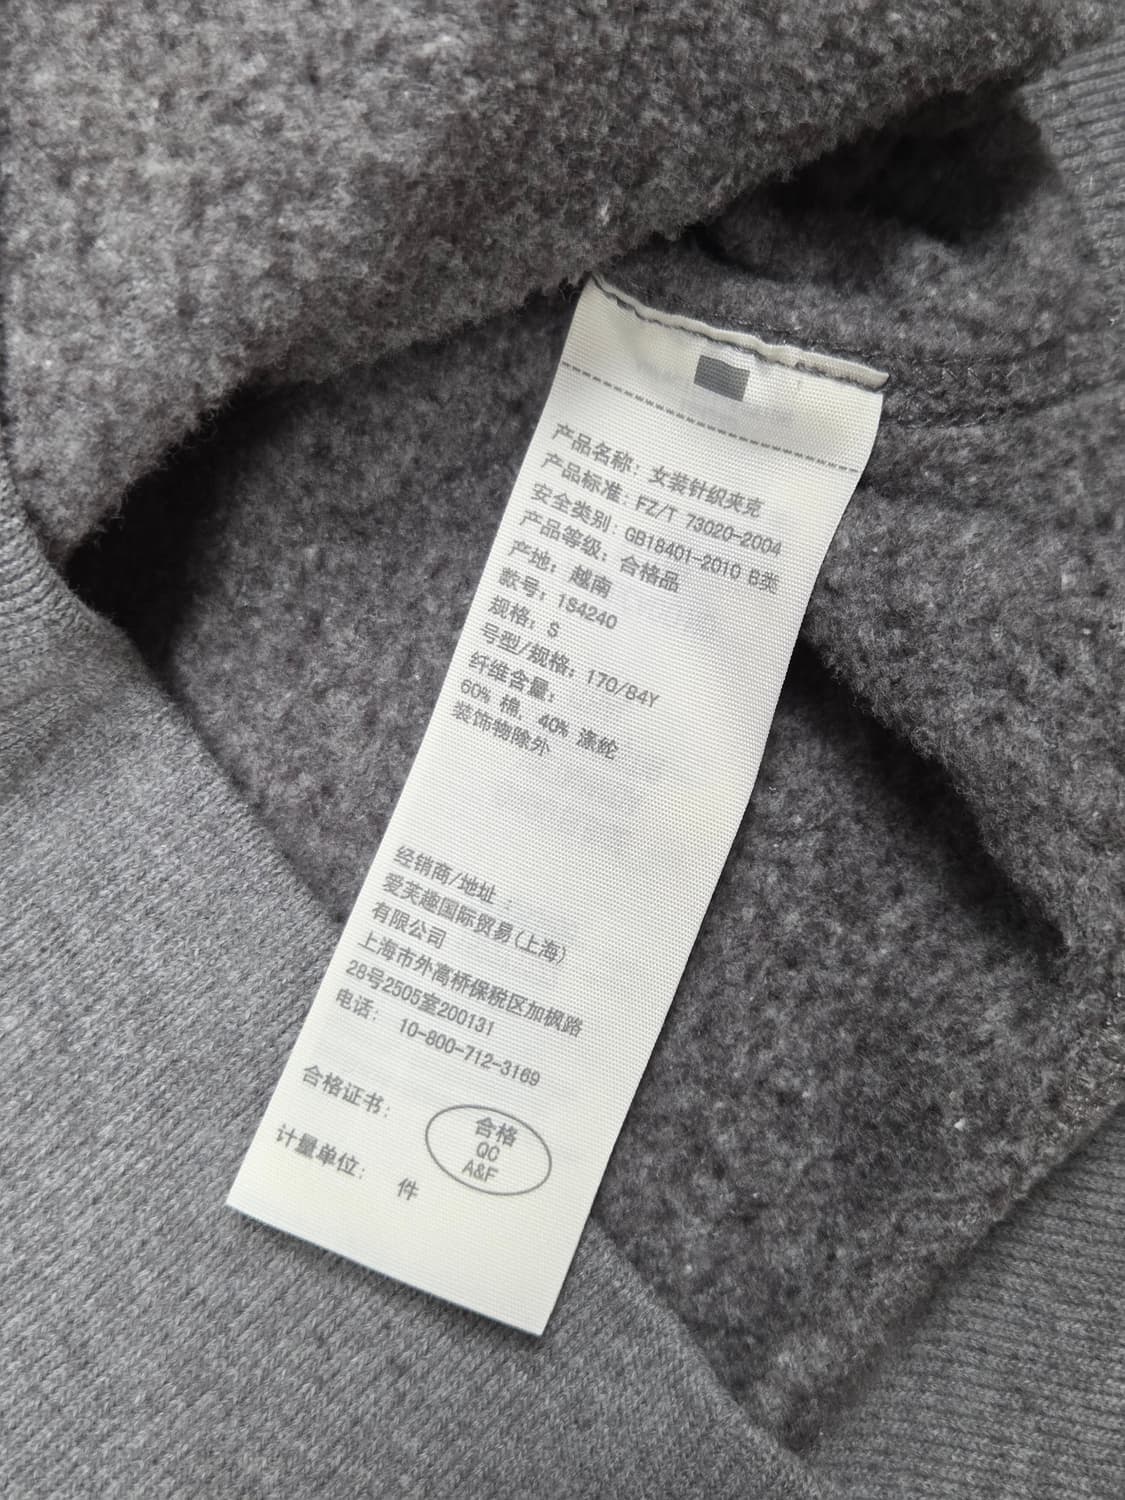 产品名称：女装针织夹克
产品标准：FZ/T 73020-2004
安全类别：GB18401-2010 B类
产品等级：合格品
产地：越南
款号：1S4240
规格：S
号型/规格：170/84Y
纤维含量：
60% 棉, 40% 涤纶
装饰物除外
经销商/地址：
爱芙趣国际贸易(上海)
有限公司
上海市外高桥保税区加枫路
28号2505室200131
电话： 10-800-712-3169
合格证书：
合格
QC
A&F
计量单位： 件